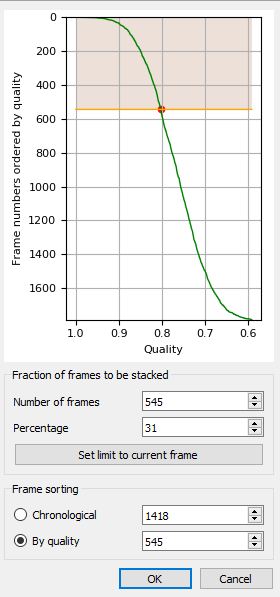 0
200
400
600
800
1000
1200
1400
1600
Frame numbers ordered by quality
1.0 0.9 0.8 0.7 0.6
Quality
Fraction of frames to be stacked
Number of frames 545
Percentage 31
Set limit to current frame
Frame sorting
Chronological 1418
By quality 545
OK Cancel